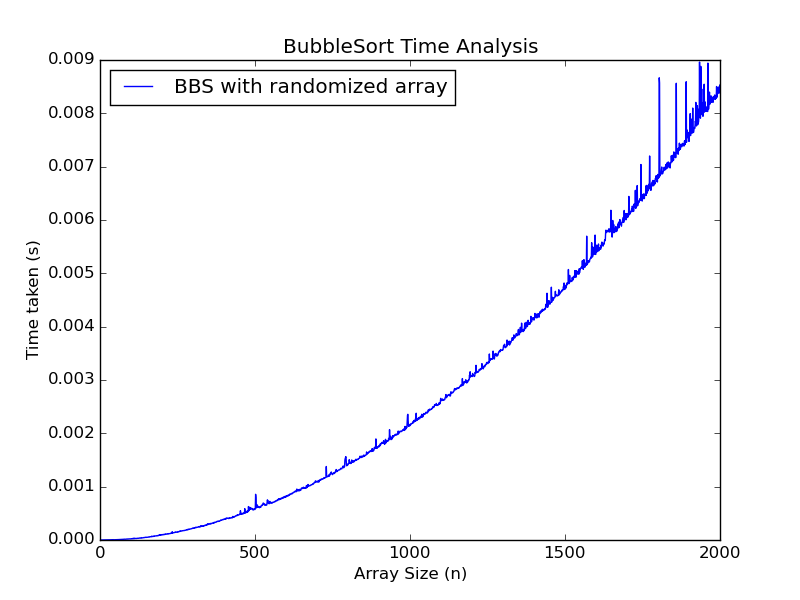 BubbleSort Time Analysis
BBS with randomized array
0.009
0.008
0.007
0.006
0.005
0.004
0.003
0.002
0.001
0.000
Time taken (s)
0 500 1000 1500 2000
Array Size (n)